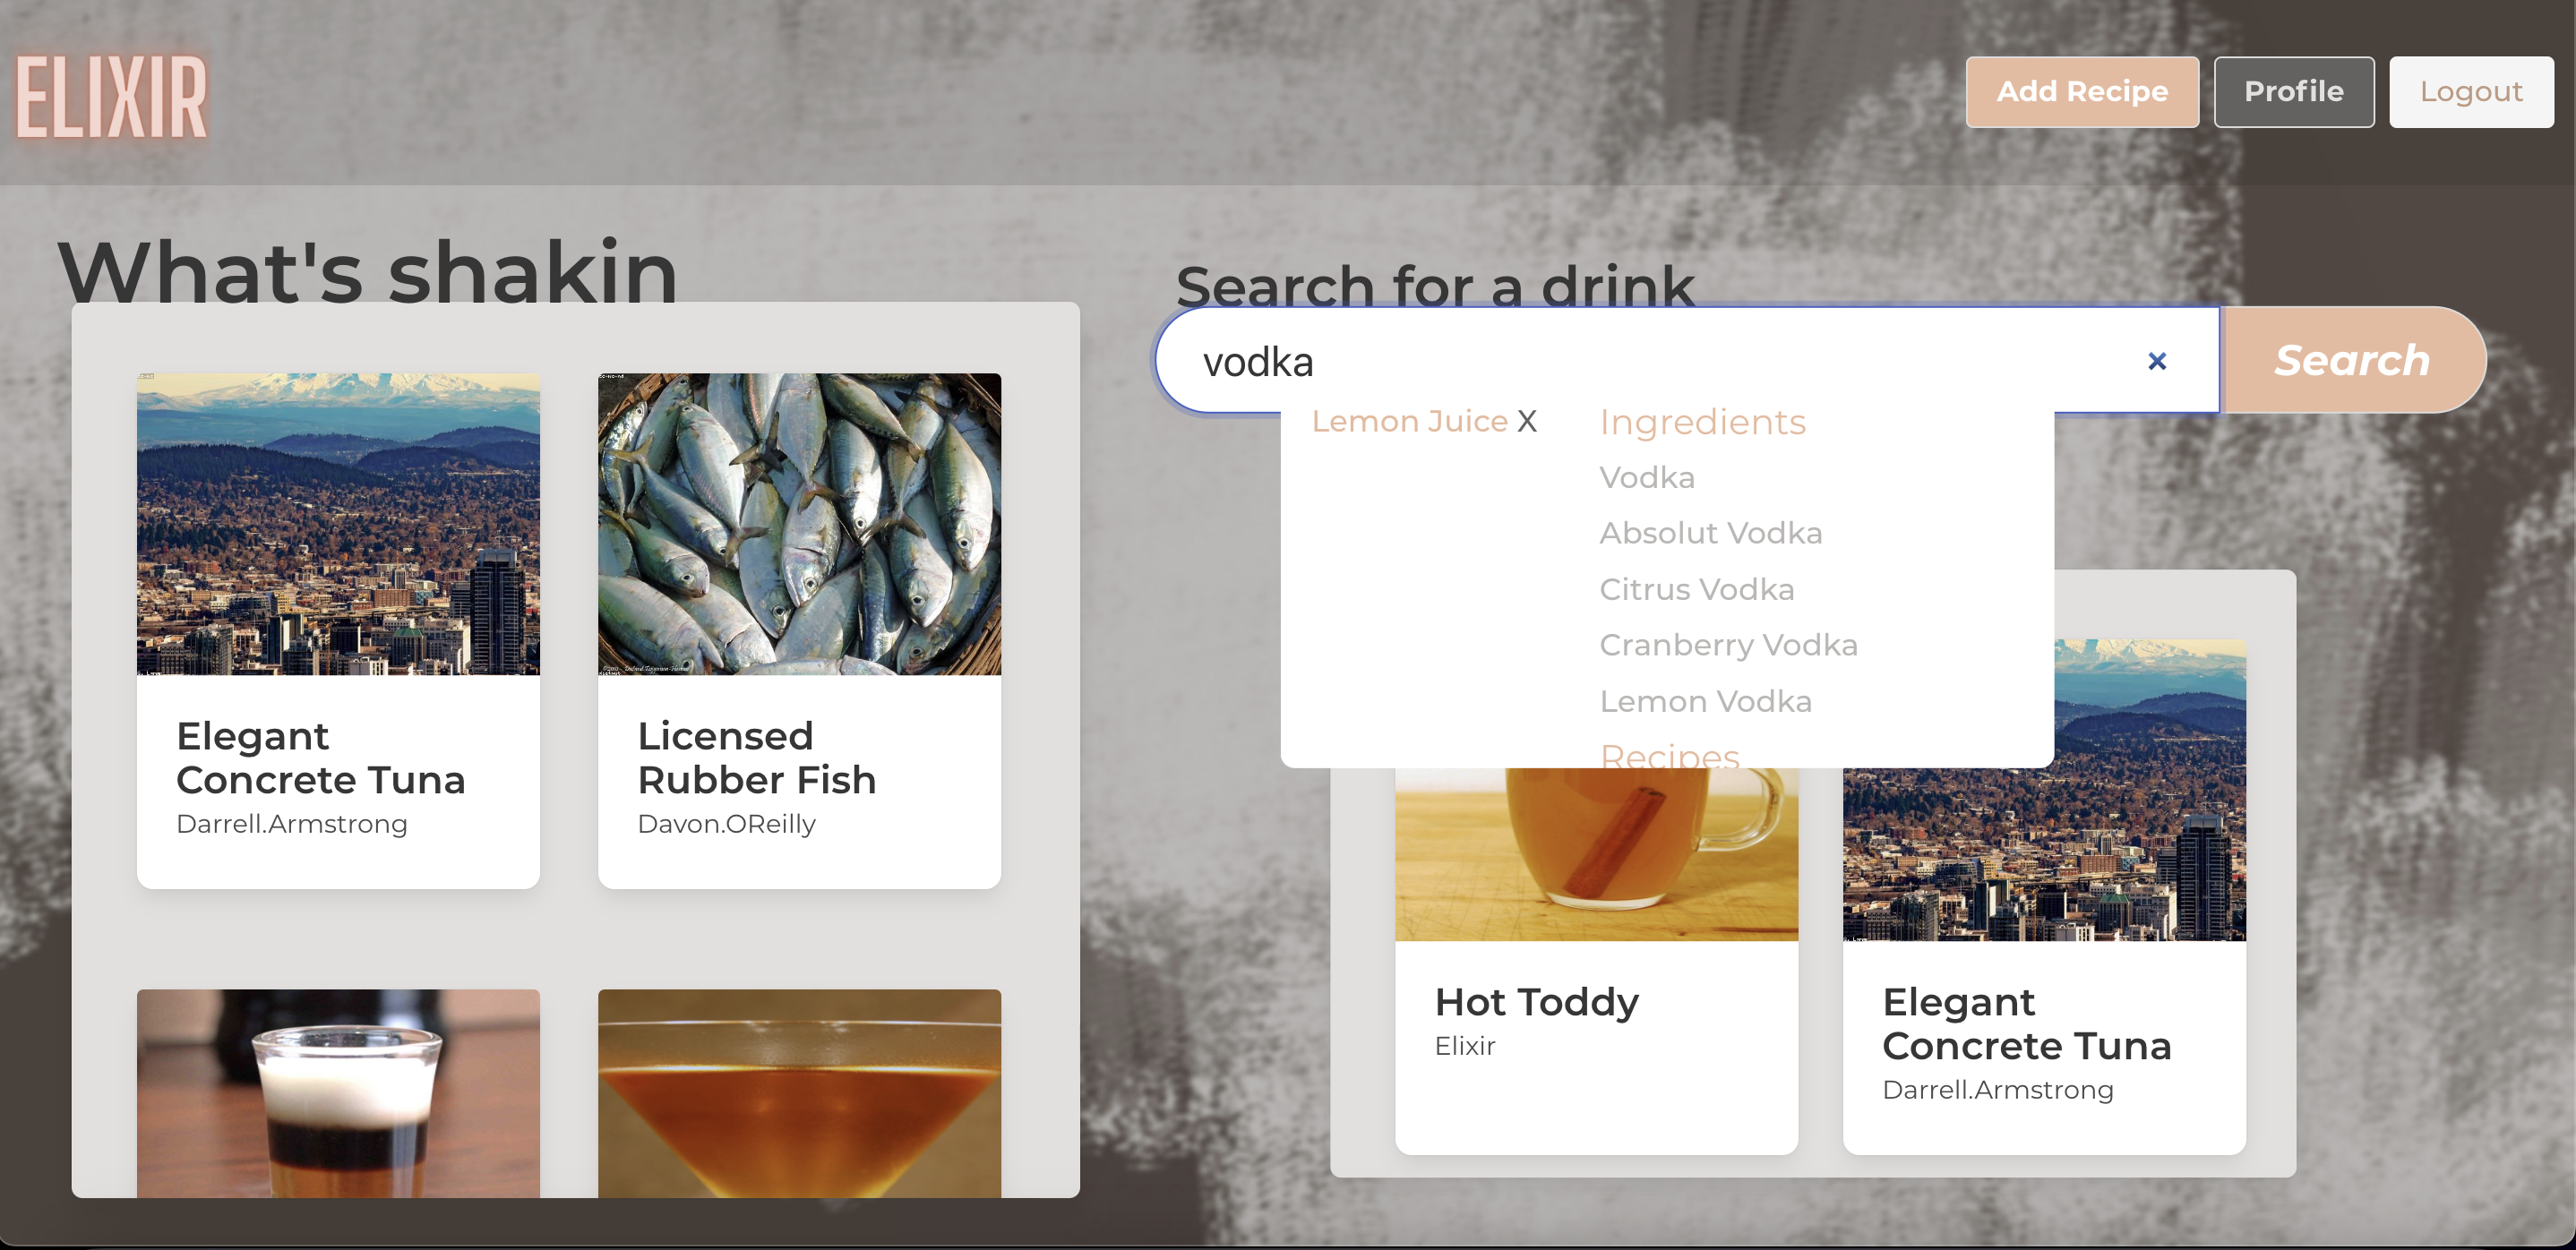 ELIXIR
Add Recipe
Profile
Logout
What's shakin
Search for a drink
vodka
×
Search
Lemon Juice X
Ingredients
Vodka
Absolut Vodka
Citrus Vodka
Cranberry Vodka
Lemon Vodka
Recipes
Elegant
Concrete Tuna
Darrell.Armstrong
Licensed
Rubber Fish
Davon.OReilly
Hot Toddy
Elixir
Elegant
Concrete Tuna
Darrell.Armstrong